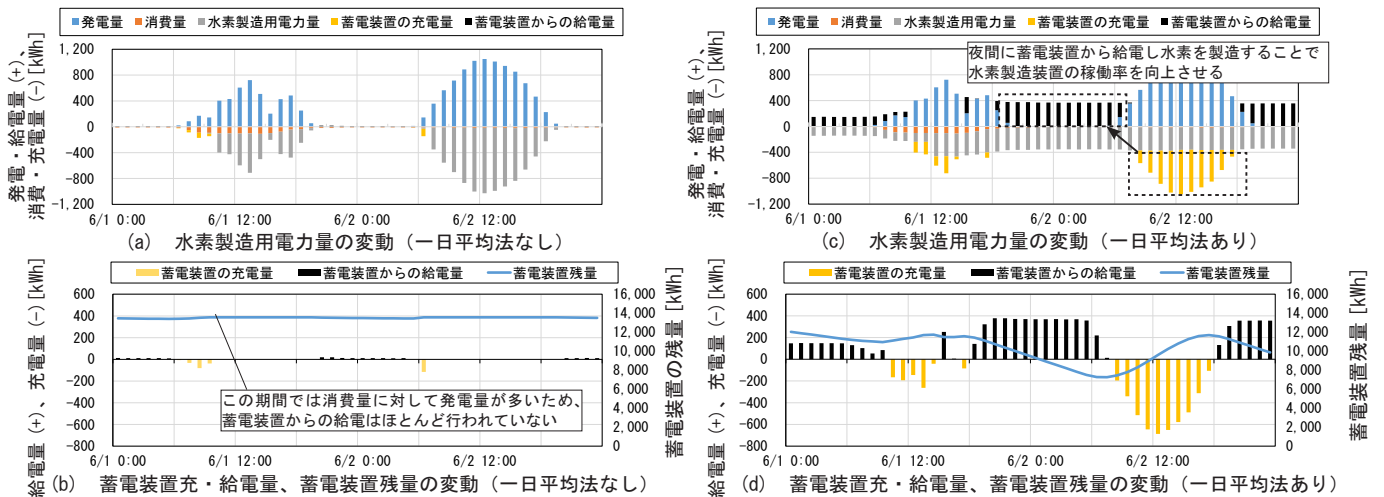 発電量 消費量 水素製造用電力量 蓄電装置の充電量 蓄電装置からの給電量
発電・給電量(+)、
消費・充電量(-)[kWh]
1,200
800
400
0
-400
-800
-1,200
6/1 0:00 6/1 12:00 6/2 0:00 6/2 12:00
(a) 水素製造用電力量の変動（一日平均法なし）
発電量 消費量 水素製造用電力量 蓄電装置の充電量 蓄電装置からの給電量
発電・給電量(+)、
消費・充電量(-)[kWh]
夜間に蓄電装置から給電し水素を製造することで
水素製造装置の稼働率を向上させる
1,200
800
400
0
-400
-800
-1,200
6/1 0:00 6/1 12:00 6/2 0:00 6/2 12:00
(c) 水素製造用電力量の変動（一日平均法あり）
蓄電装置の充電量 蓄電装置からの給電量 蓄電装置残量
給電量(+)、充電量(-)[kWh]
600
400
200
0
-200
-400
-600
-800
この期間では消費量に対して発電量が多いため、
蓄電装置からの給電はほとんど行われていない
16,000
14,000
12,000
10,000
8,000
6,000
4,000
2,000
0
蓄電装置の残量[kWh]
6/1 0:00 6/1 12:00 6/2 0:00 6/2 12:00
(b) 蓄電装置充・給電量、蓄電装置残量の変動（一日平均法なし）
蓄電装置の充電量 蓄電装置からの給電量 蓄電装置残量
給電量(+)、充電量(-)[kWh]
600
400
200
0
-200
-400
-600
-800
16,000
14,000
12,000
10,000
8,000
6,000
4,000
2,000
0
蓄電装置残量[kWh]
6/1 0:00 6/1 12:00 6/2 0:00 6/2 12:00
(d) 蓄電装置充・給電量、蓄電装置残量の変動（一日平均法あり）